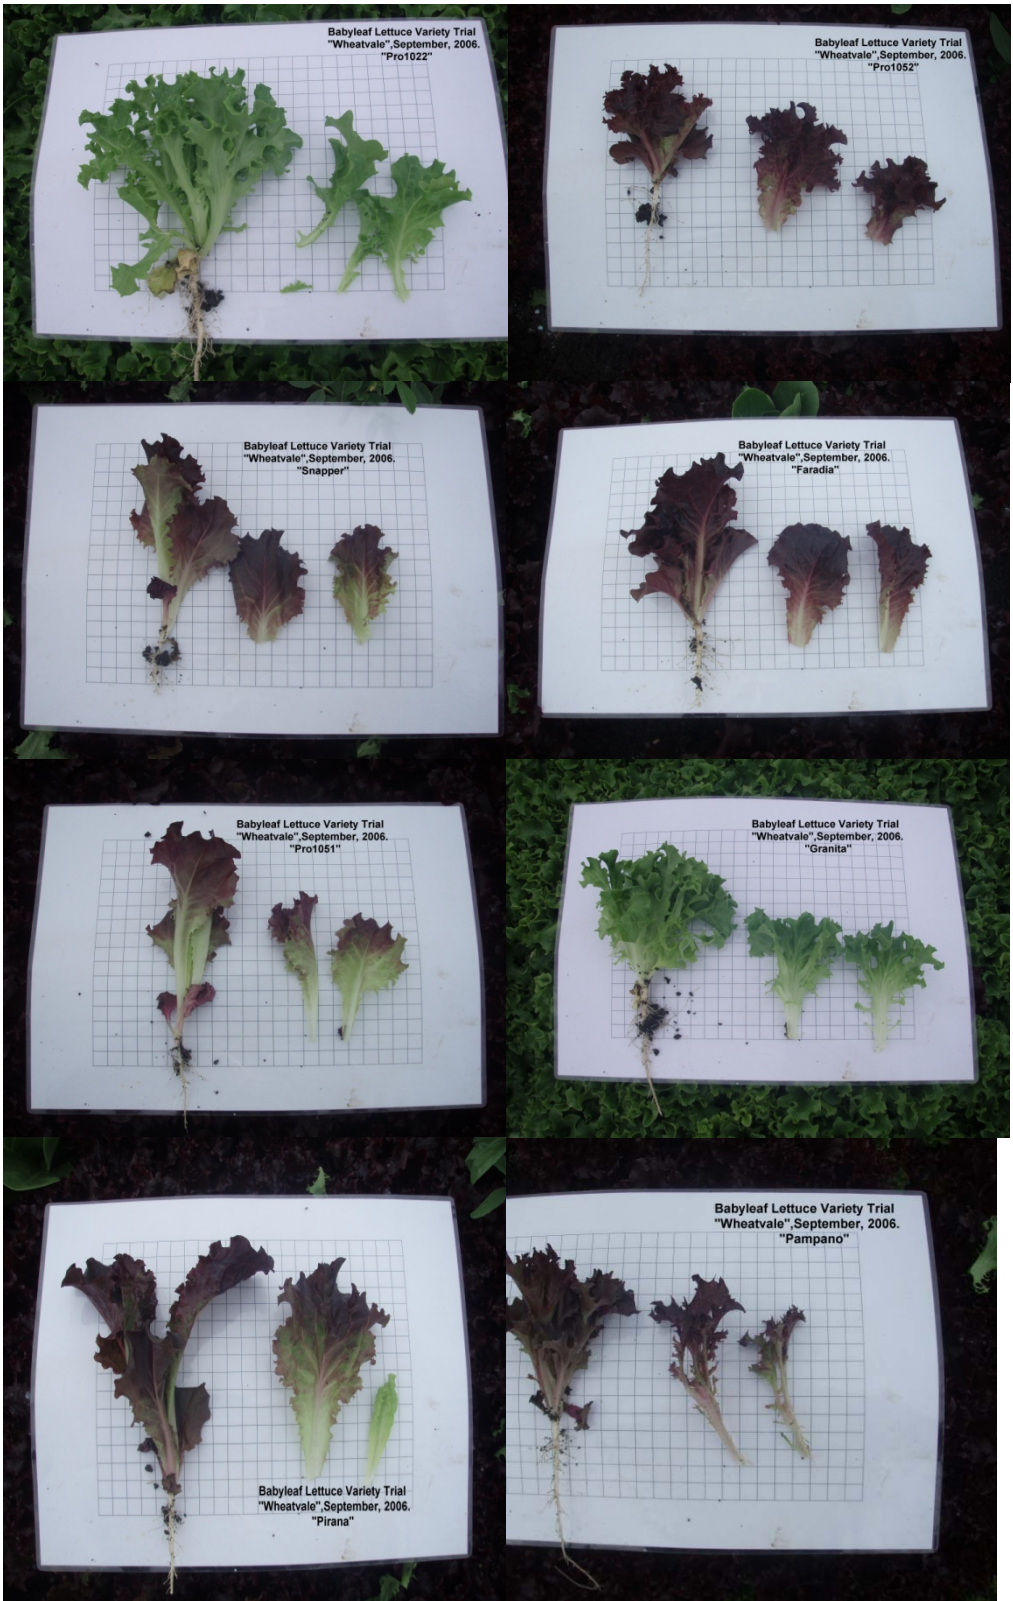 Babyleaf Lettuce Variety Trial
"Wheatvale",September, 2006.
"Pro1022"
Babyleaf Lettuce Variety Trial
"Wheatvale",September, 2006.
"Pro1052"
Babyleaf Lettuce Variety Trial
"Wheatvale",September, 2006.
"Snapper"
Babyleaf Lettuce Variety Trial
"Wheatvale",September, 2006.
"Faradia"
Babyleaf Lettuce Variety Trial
"Wheatvale",September, 2006.
"Pro1051"
Babyleaf Lettuce Variety Trial
"Wheatvale",September, 2006.
"Granita"
Babyleaf Lettuce Variety Trial
"Wheatvale",September, 2006.
"Pirana"
Babyleaf Lettuce Variety Trial
"Wheatvale",September, 2006.
"Pampano"